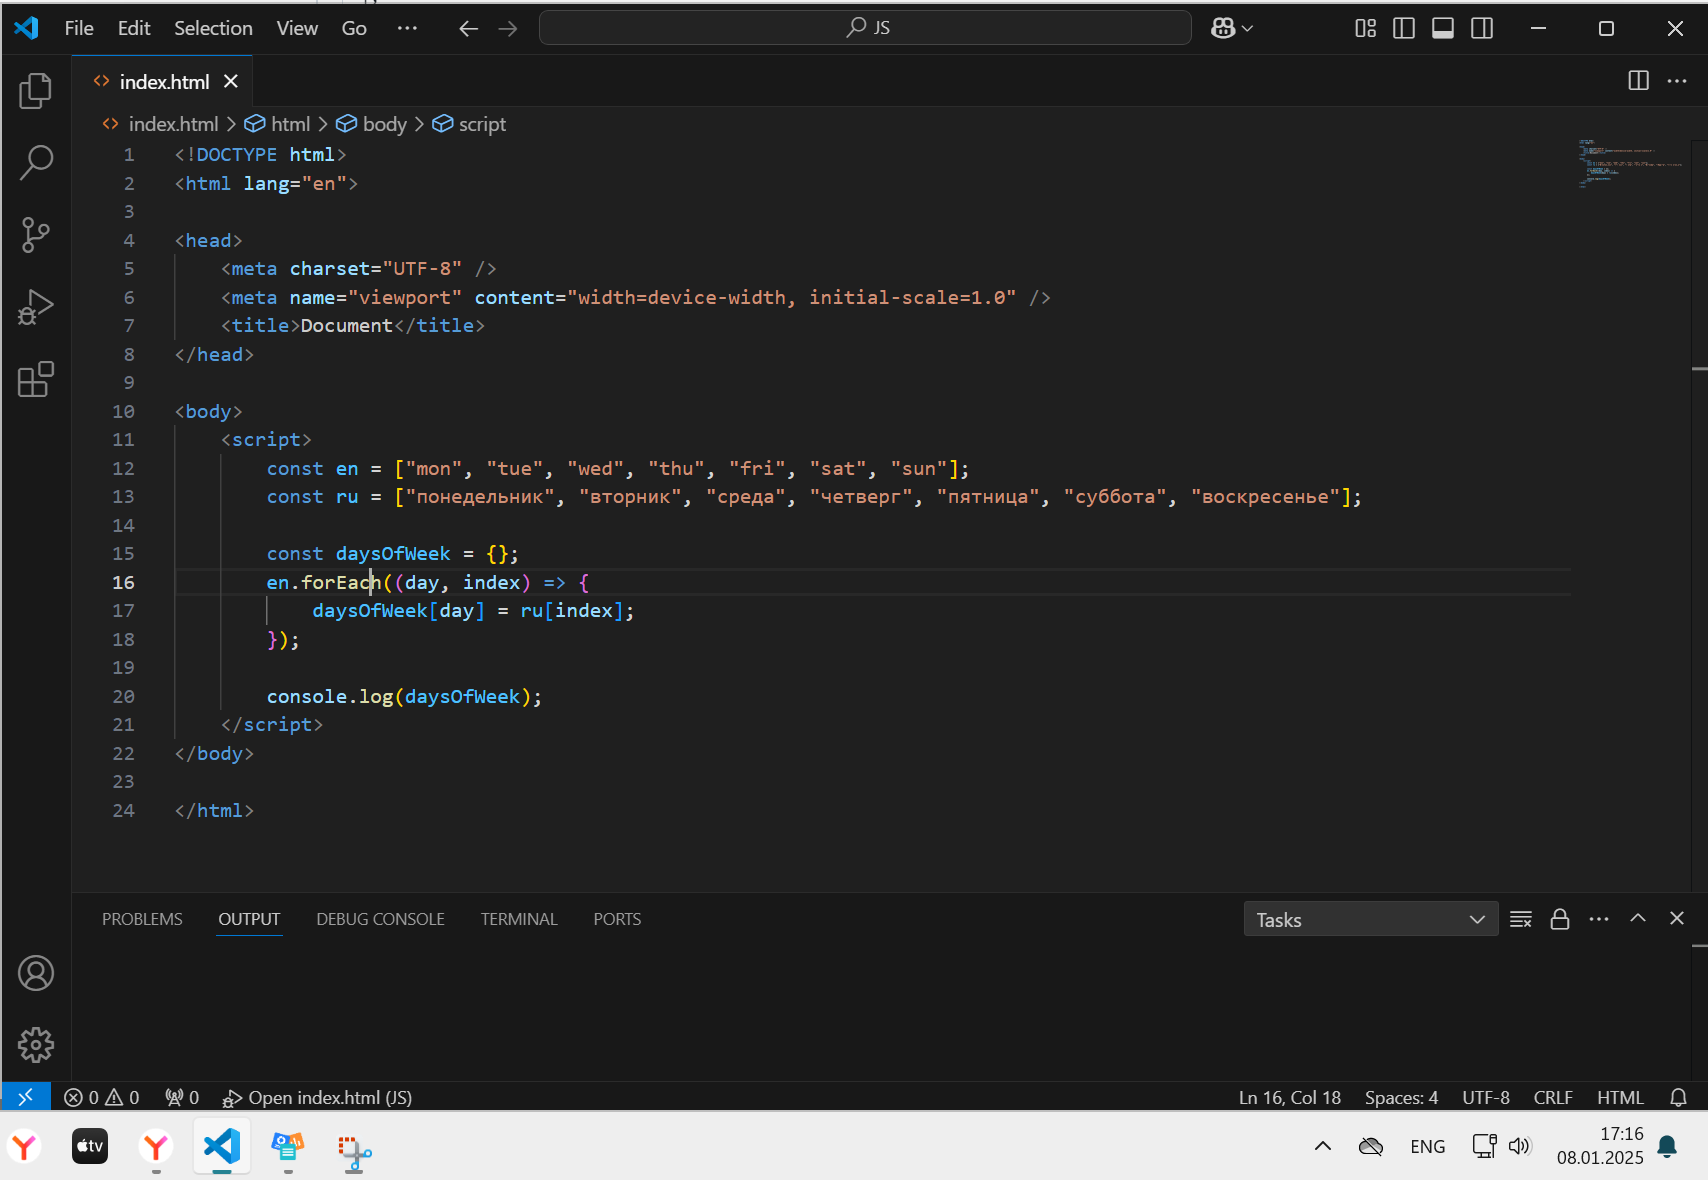 File Edit Selection View Go ··· JS
index.html
index.html > html > body > script
1 <!DOCTYPE html>
2 <html lang="en">
3
4 <head>
5 <meta charset="UTF-8" />
6 <meta name="viewport" content="width=device-width, initial-scale=1.0" />
7 <title>Document</title>
8 </head>
9
10 <body>
11 <script>
12 const en = ["mon", "tue", "wed", "thu", "fri", "sat", "sun"];
13 const ru = ["понедельник", "вторник", "среда", "четверг", "пятница", "суббота", "воскресенье"];
14
15 const daysOfWeek = {};
16 en.forEach((day, index) => {
17 daysOfWeek[day] = ru[index];
18 });
19
20 console.log(daysOfWeek);
21 </script>
22 </body>
23
24 </html>
PROBLEMS OUTPUT DEBUG CONSOLE TERMINAL PORTS Tasks
0 0 0 Open index.html (JS) Ln 16, Col 18 Spaces: 4 UTF-8 CRLF HTML
tv ENG 17:16
08.01.2025